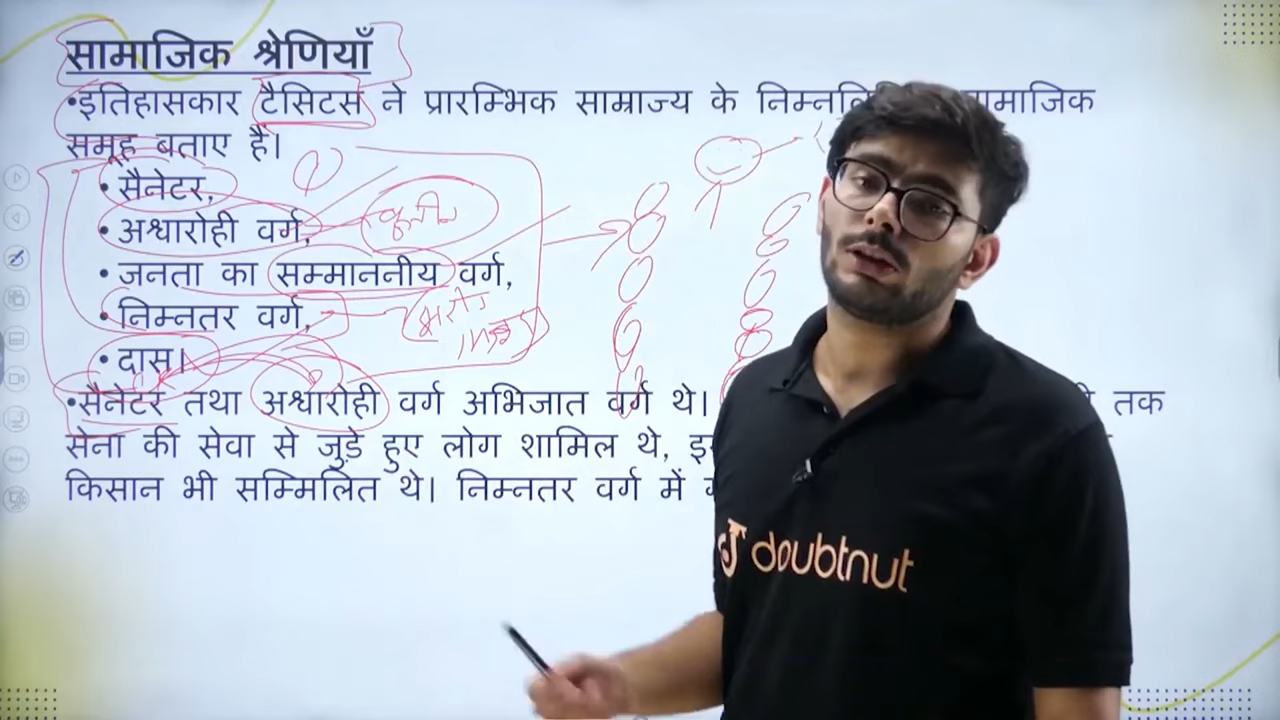 सामाजिक श्रेणियाँ
•इतिहासकार टैसिटस ने प्रारम्भिक साम्राज्य के
समूह बताए हैं।
•सैनेटर,
•अश्वारोही वर्ग,
कुलीन
•जनता का सम्माननीय वर्ग,
•निम्नतर वर्ग,
•दास।
•सैनेटर तथा अश्वारोही वर्ग अभिजात वर्ग थे। तक
सेना की सेवा से जुड़े हुए लोग शामिल थे,
किसान भी सम्मिलित थे। निम्नतर वर्ग में
doubtnut